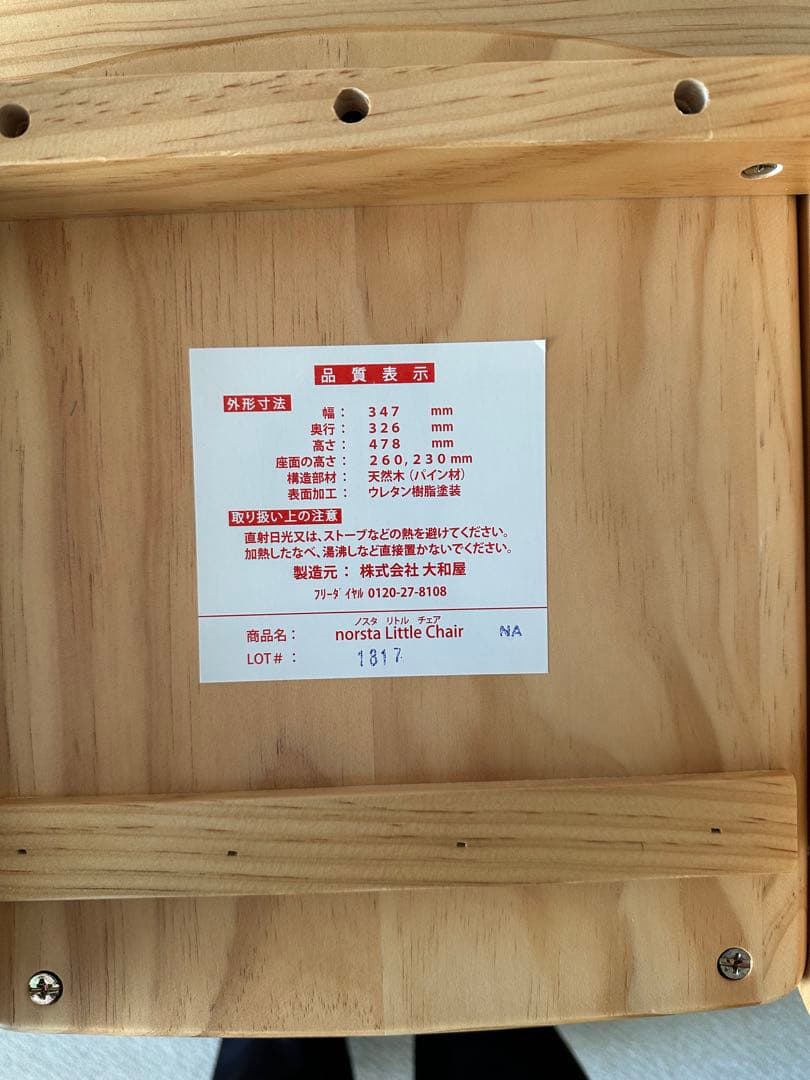 品質表示
外形寸法
幅： 347 mm
奥行： 326 mm
高さ： 478 mm
座面の高さ： 260,230 mm
構造部材： 天然木（パイン材）
表面加工： ウレタン樹脂塗装
取り扱い上の注意
直射日光又は、ストーブなどの熱を避けてください。
加熱したなべ、湯沸しなど直接置かないでください。
製造元： 株式会社 大和屋
フリーダイヤル 0120-27-8108
ノスタ リトル チェア
商品名： norsta Little Chair NA
LOT#： 1817